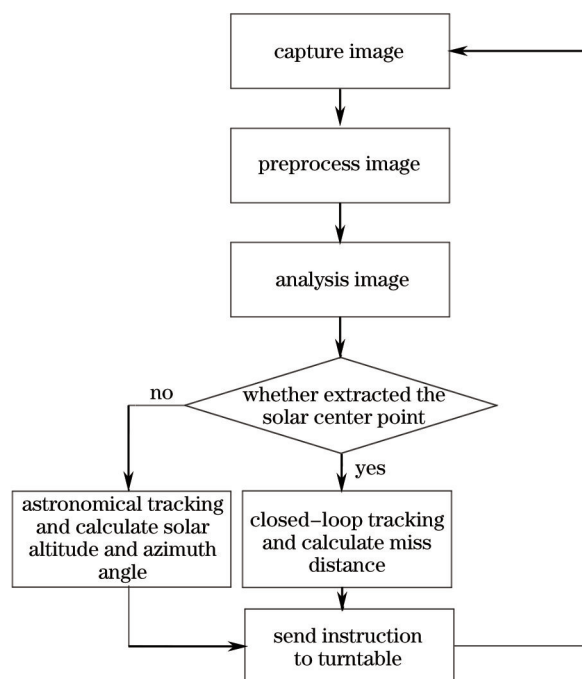 capture image
preprocess image
analysis image
whether extracted the
solar center point
no
yes
astronomical tracking
and calculate solar
altitude and azimuth
angle
closed–loop tracking
and calculate miss
distance
send instruction
to turntable